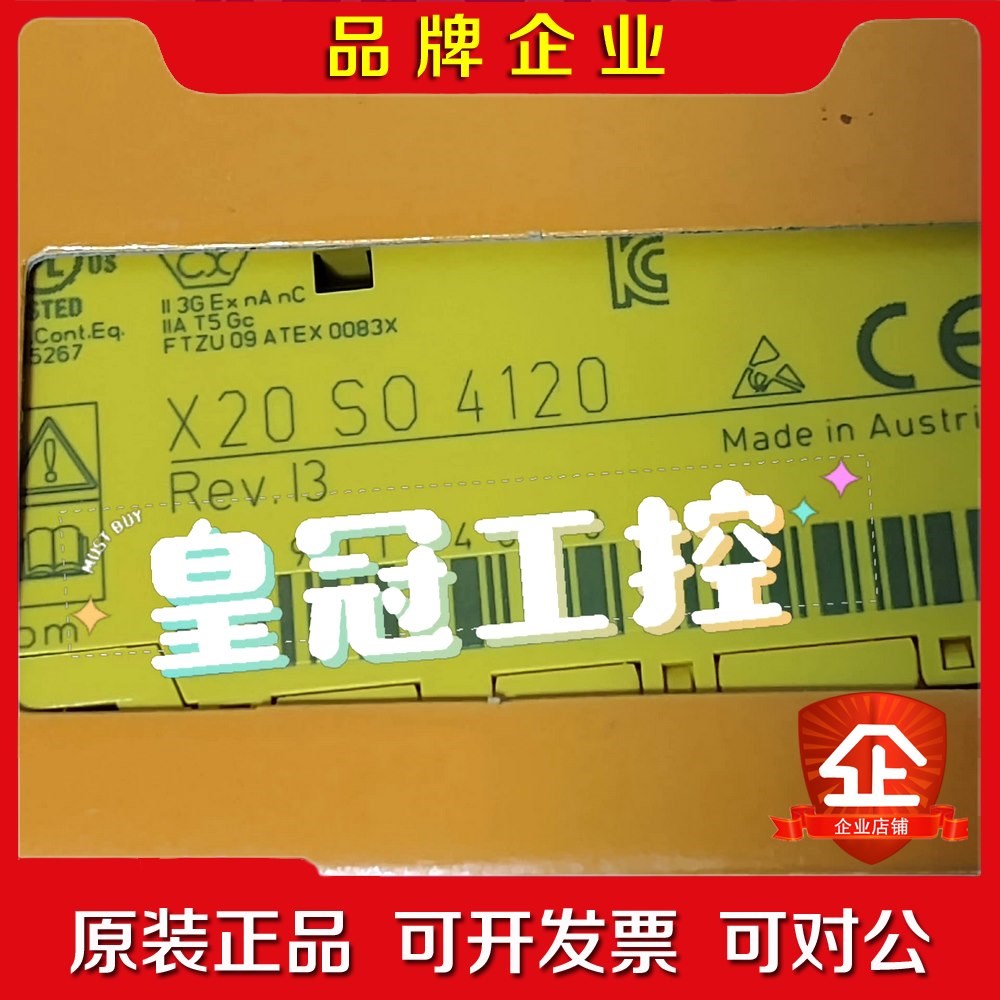 品牌企业
US
STED
.Cont.Eq.
5267
II 3G Ex nA nC
IIA T5 Gc
FTZU 09 ATEX 0083X
X20 SO 4120
Made in Austri
Rev. I3
MUST BUY
皇冠工控
om
企
企业店铺
原装正品 可开发票 可对公